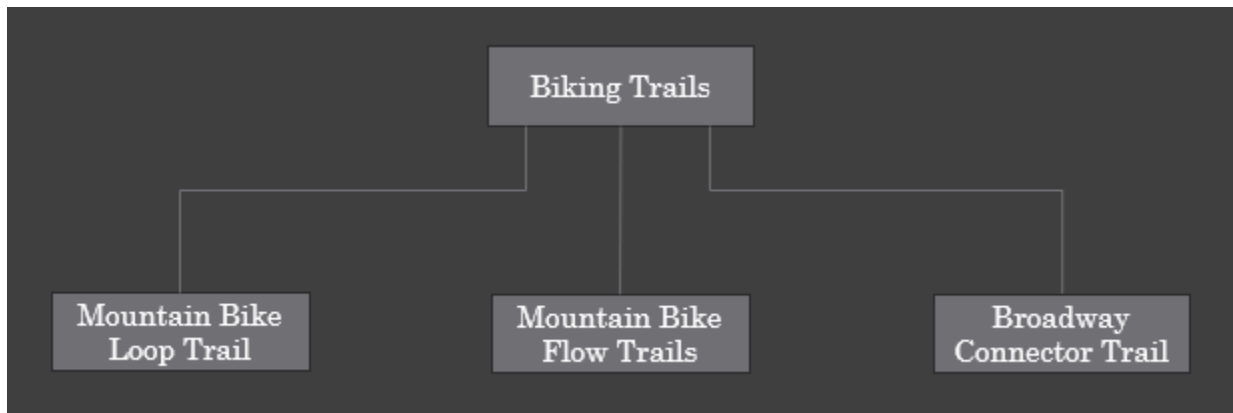 Biking Trails
Mountain Bike
Loop Trail
Mountain Bike
Flow Trails
Broadway
Connector Trail